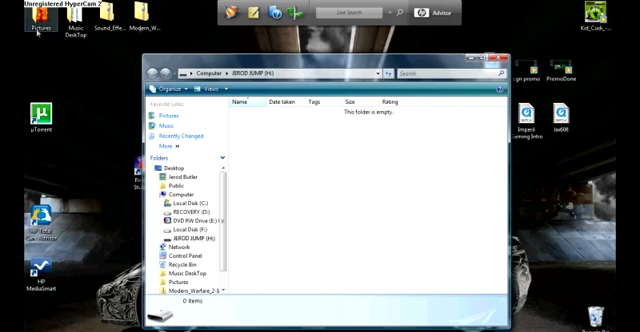 Unregistered HyperCam 2
Pictures
Music DeskTop
Sound_Effe...
Modern_W...
Live Search
Advisor
Kid_Cudi_-...
Computer ▸ JEROD JUMP (H:)
Search
Organize
Views
Favorite Links
Pictures
Music
Recently Changed
More »
Name
Date taken
Tags
Size
Rating
This folder is empty.
Folders
Desktop
Jerod Butler
Public
Computer
Local Disk (C:)
RECOVERY (D:)
DVD RW Drive (E:)
Local Disk (F:)
JEROD JUMP (H:)
Network
Control Panel
Recycle Bin
Music DeskTop
Pictures
Modern_Warfare_2-
0 items
µTorrent
HP MediaSmart
PromoDone
Imperil Gaming Intro
Recycle Bin